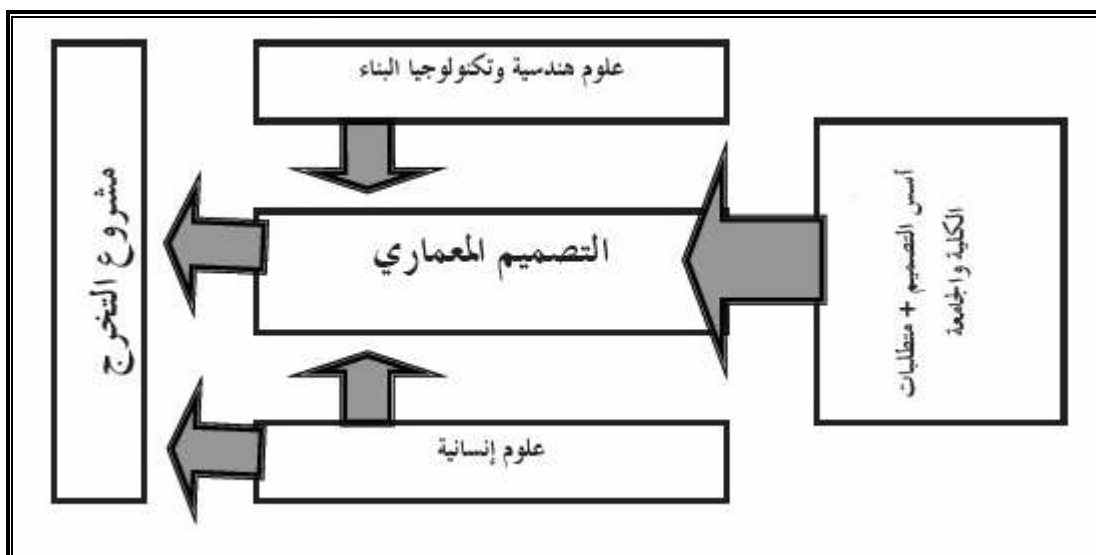 علوم هندسية وتكنولوجيا البناء
أسس التصميم + متطلبات
الكلية والجامعة
التصميم المعماري
علوم إنسانية
مشروع التخرج